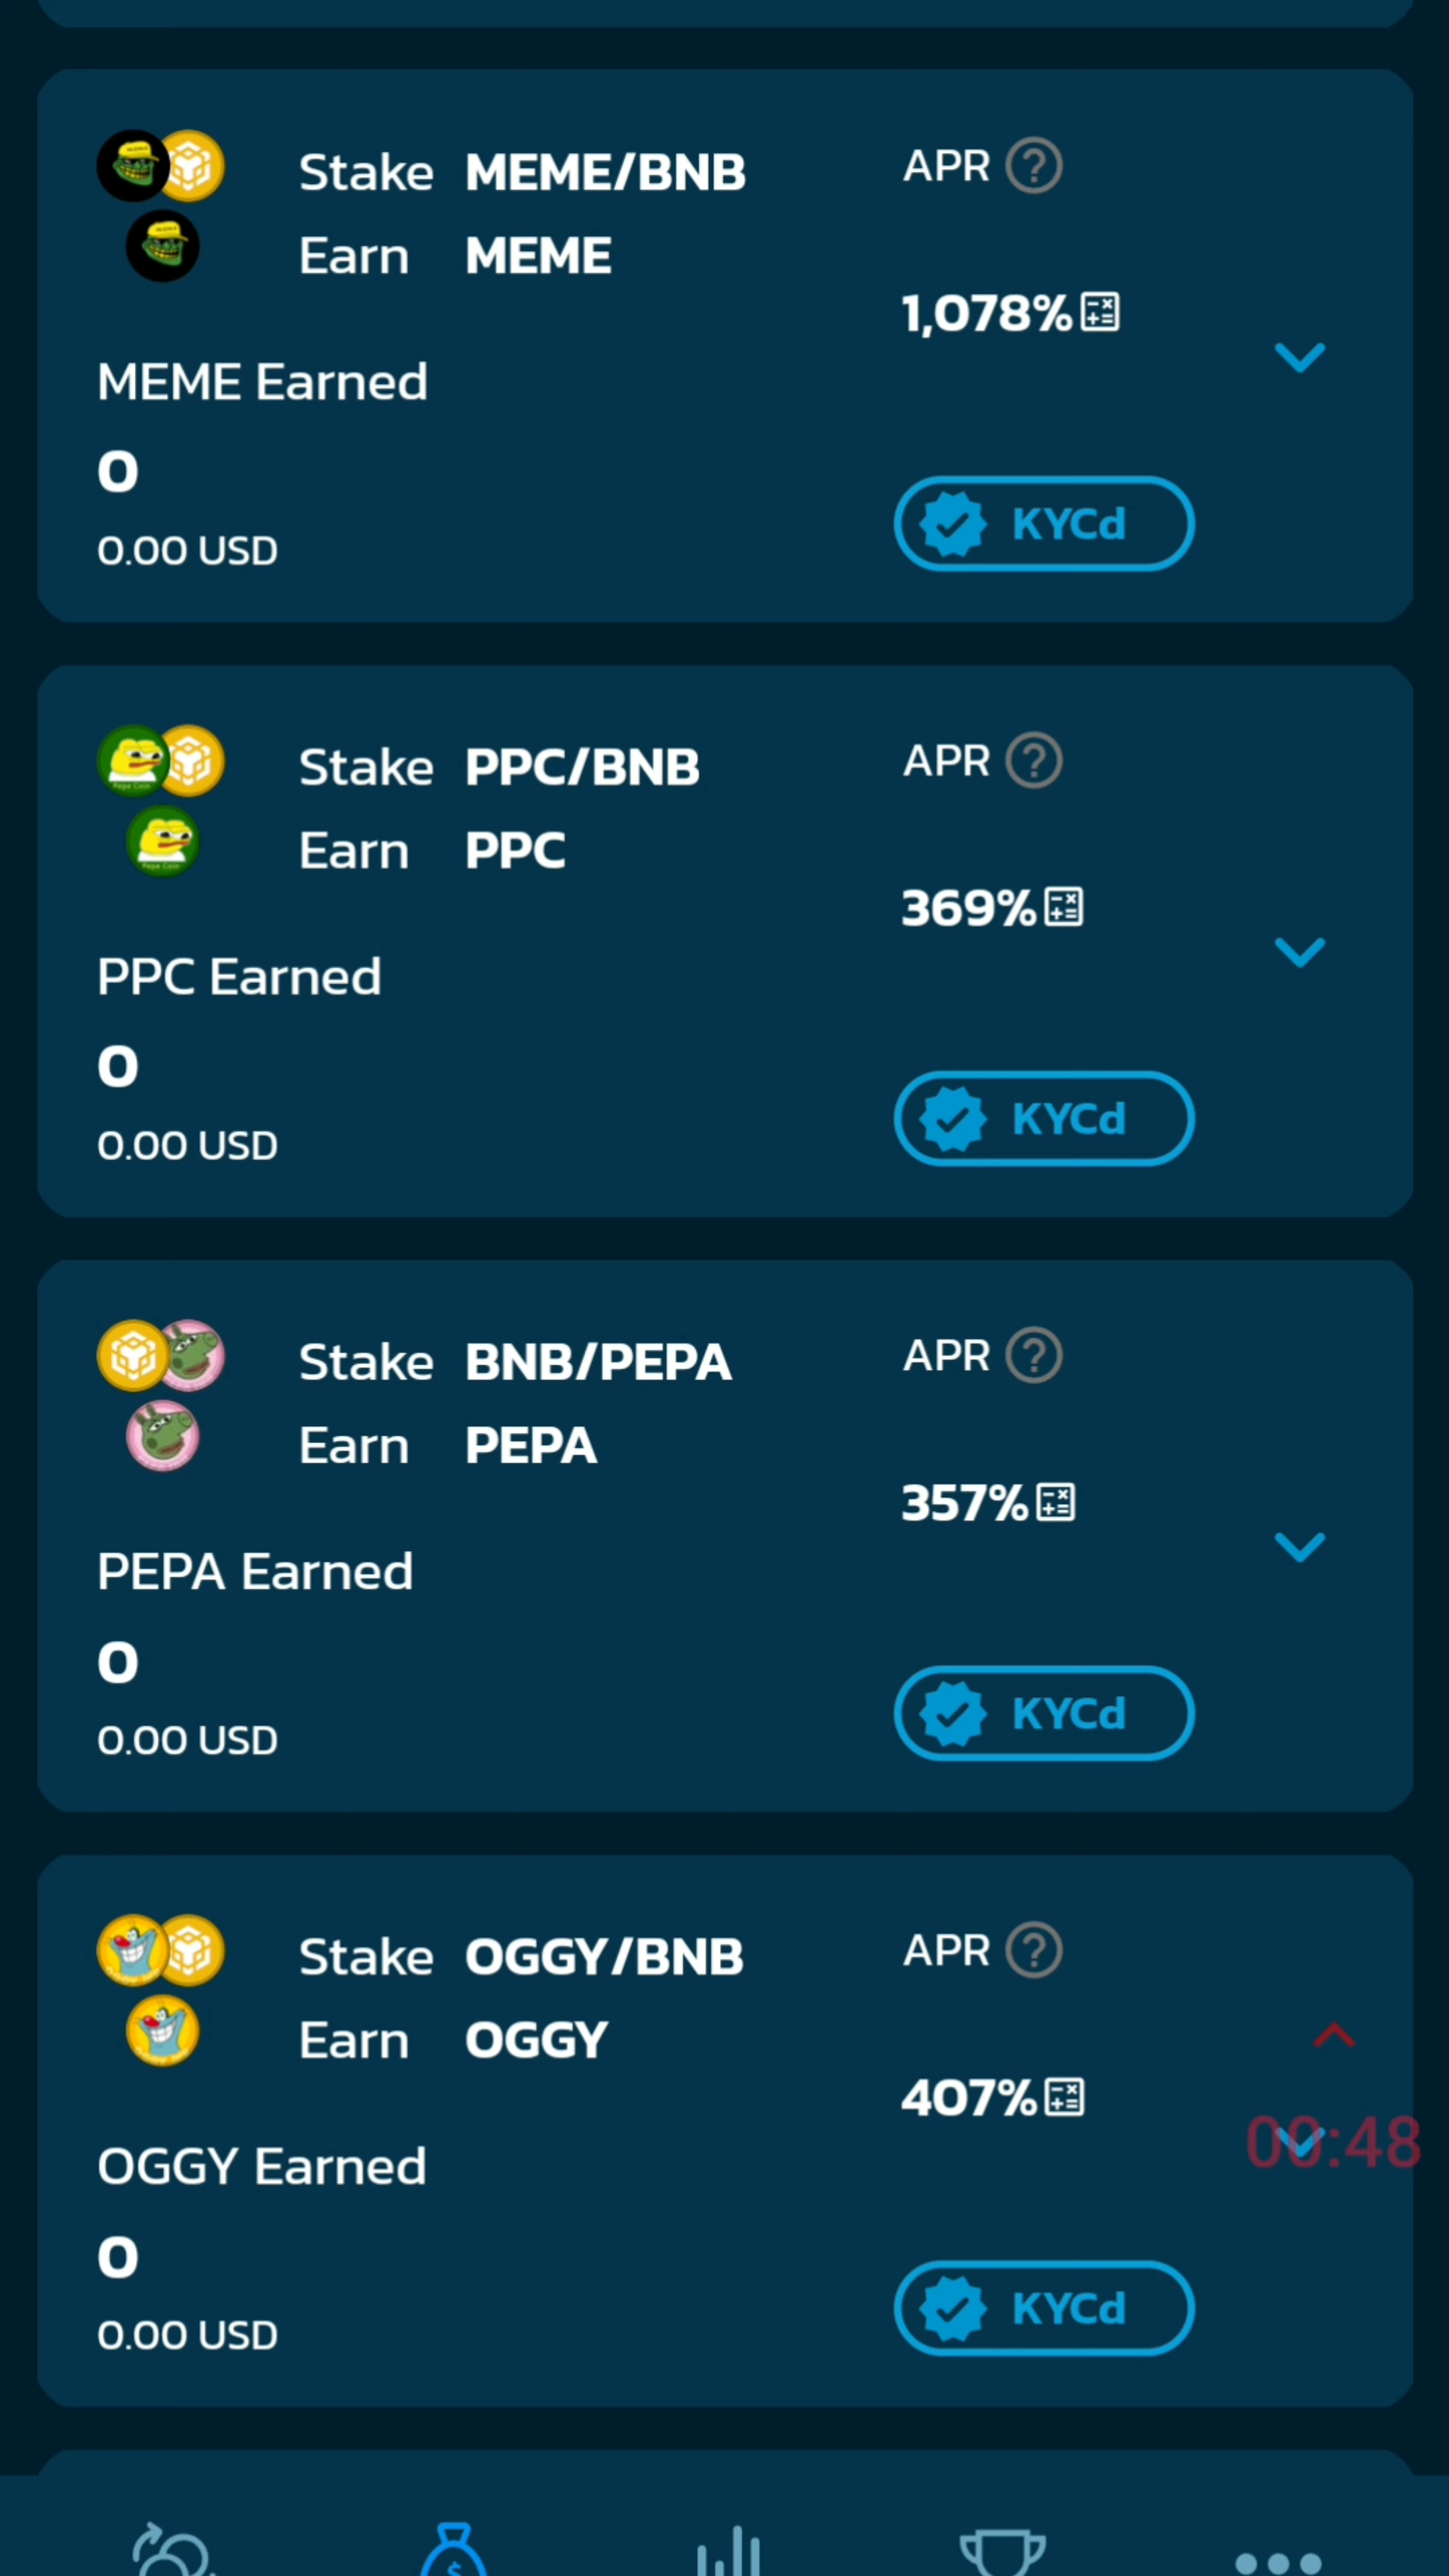 Stake MEME/BNB
Earn MEME
APR
1,078%
MEME Earned
0
0.00 USD
KYCd
Stake PPC/BNB
Earn PPC
APR
369%
PPC Earned
0
0.00 USD
KYCd
Stake BNB/PEPA
Earn PEPA
APR
357%
PEPA Earned
0
0.00 USD
KYCd
Stake OGGY/BNB
Earn OGGY
APR
407%
00:48
OGGY Earned
0
0.00 USD
KYCd